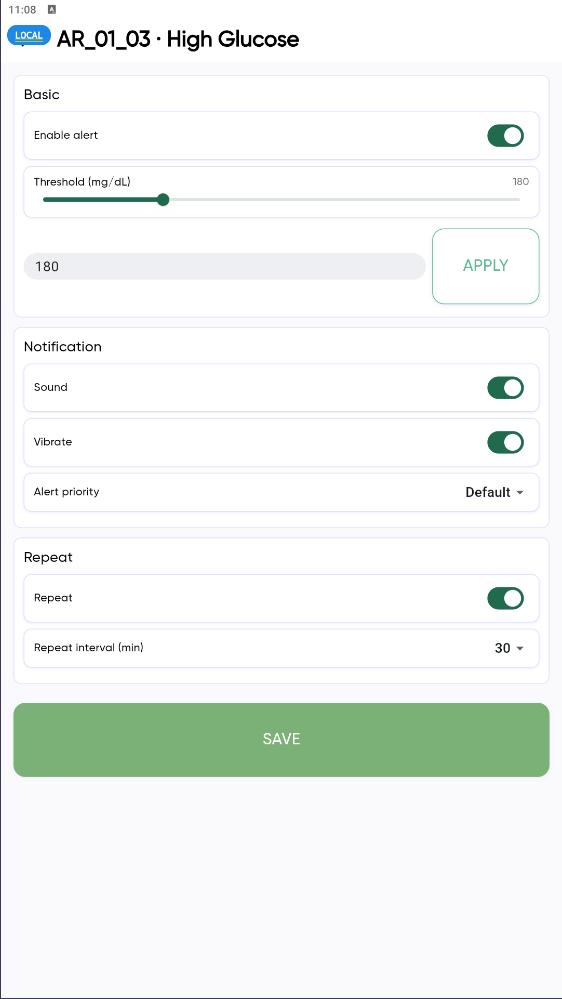 11:08 A
LOCAL
AR_01_03 · High Glucose
Basic
Enable alert
Threshold (mg/dL) 180
180 APPLY
Notification
Sound
Vibrate
Alert priority Default
Repeat
Repeat
Repeat interval (min) 30
SAVE